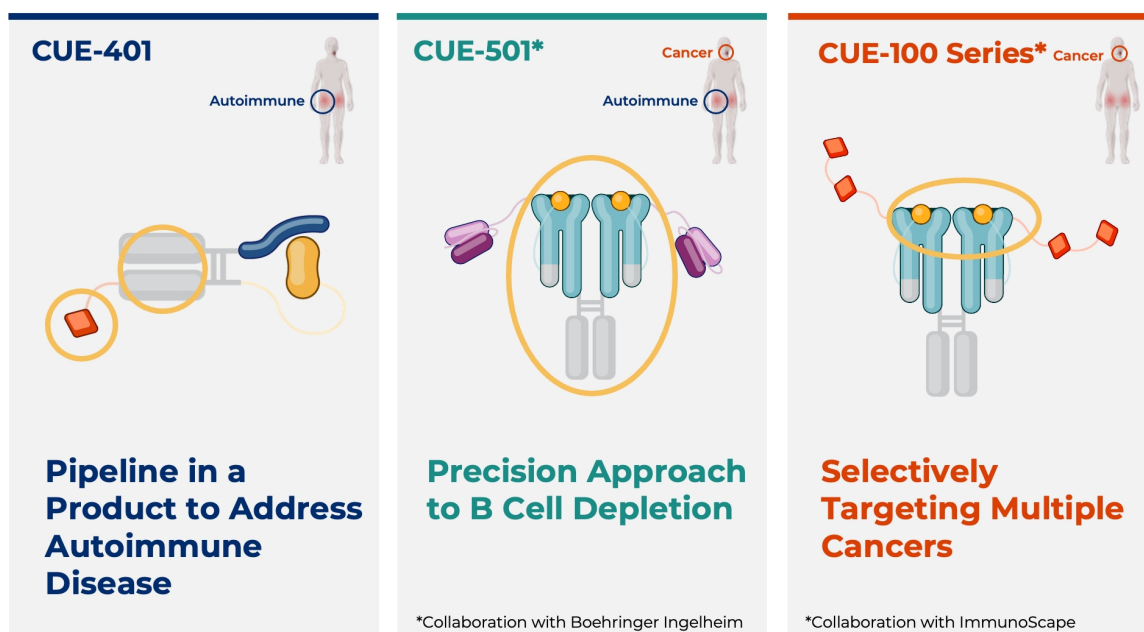 CUE-401
Autoimmune
Pipeline in a
Product to Address
Autoimmune
Disease
CUE-501*
Cancer
Autoimmune
Precision Approach
to B Cell Depletion
*Collaboration with Boehringer Ingelheim
CUE-100 Series*
Cancer
Selectively
Targeting Multiple
Cancers
*Collaboration with ImmunoScape